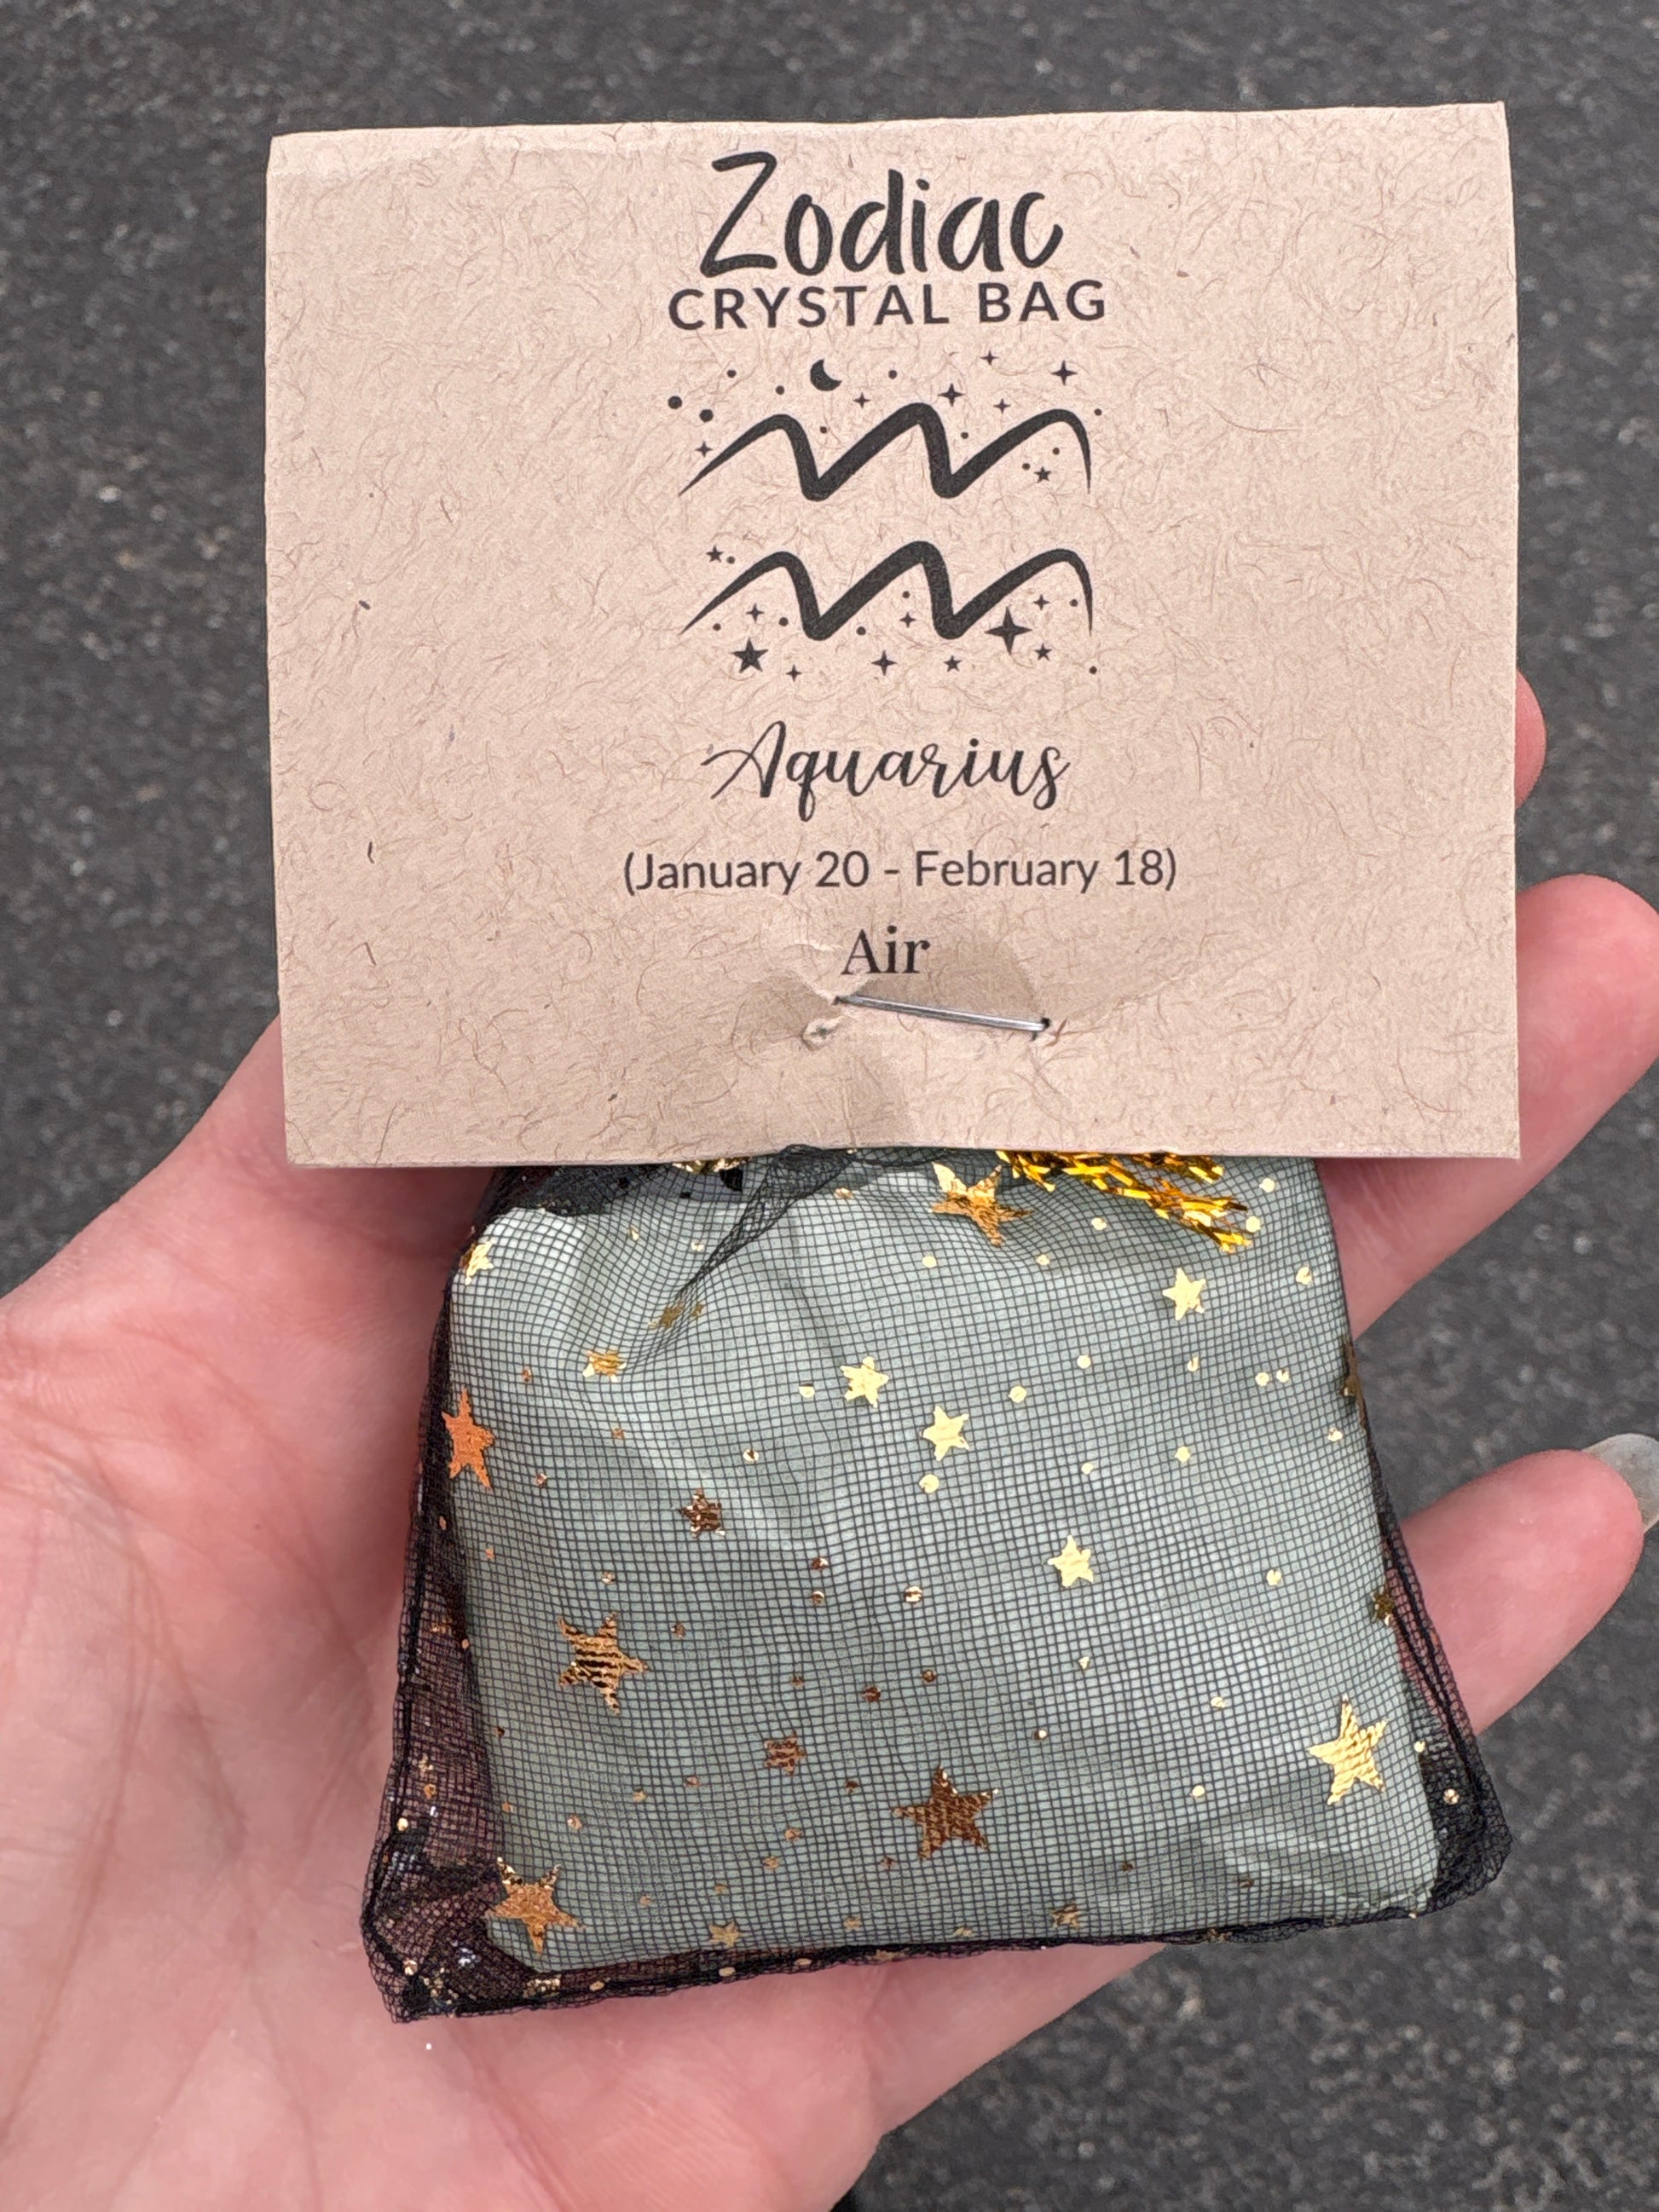 Zodiac
CRYSTAL BAG
Aquarius
(January 20 - February 18)
Air